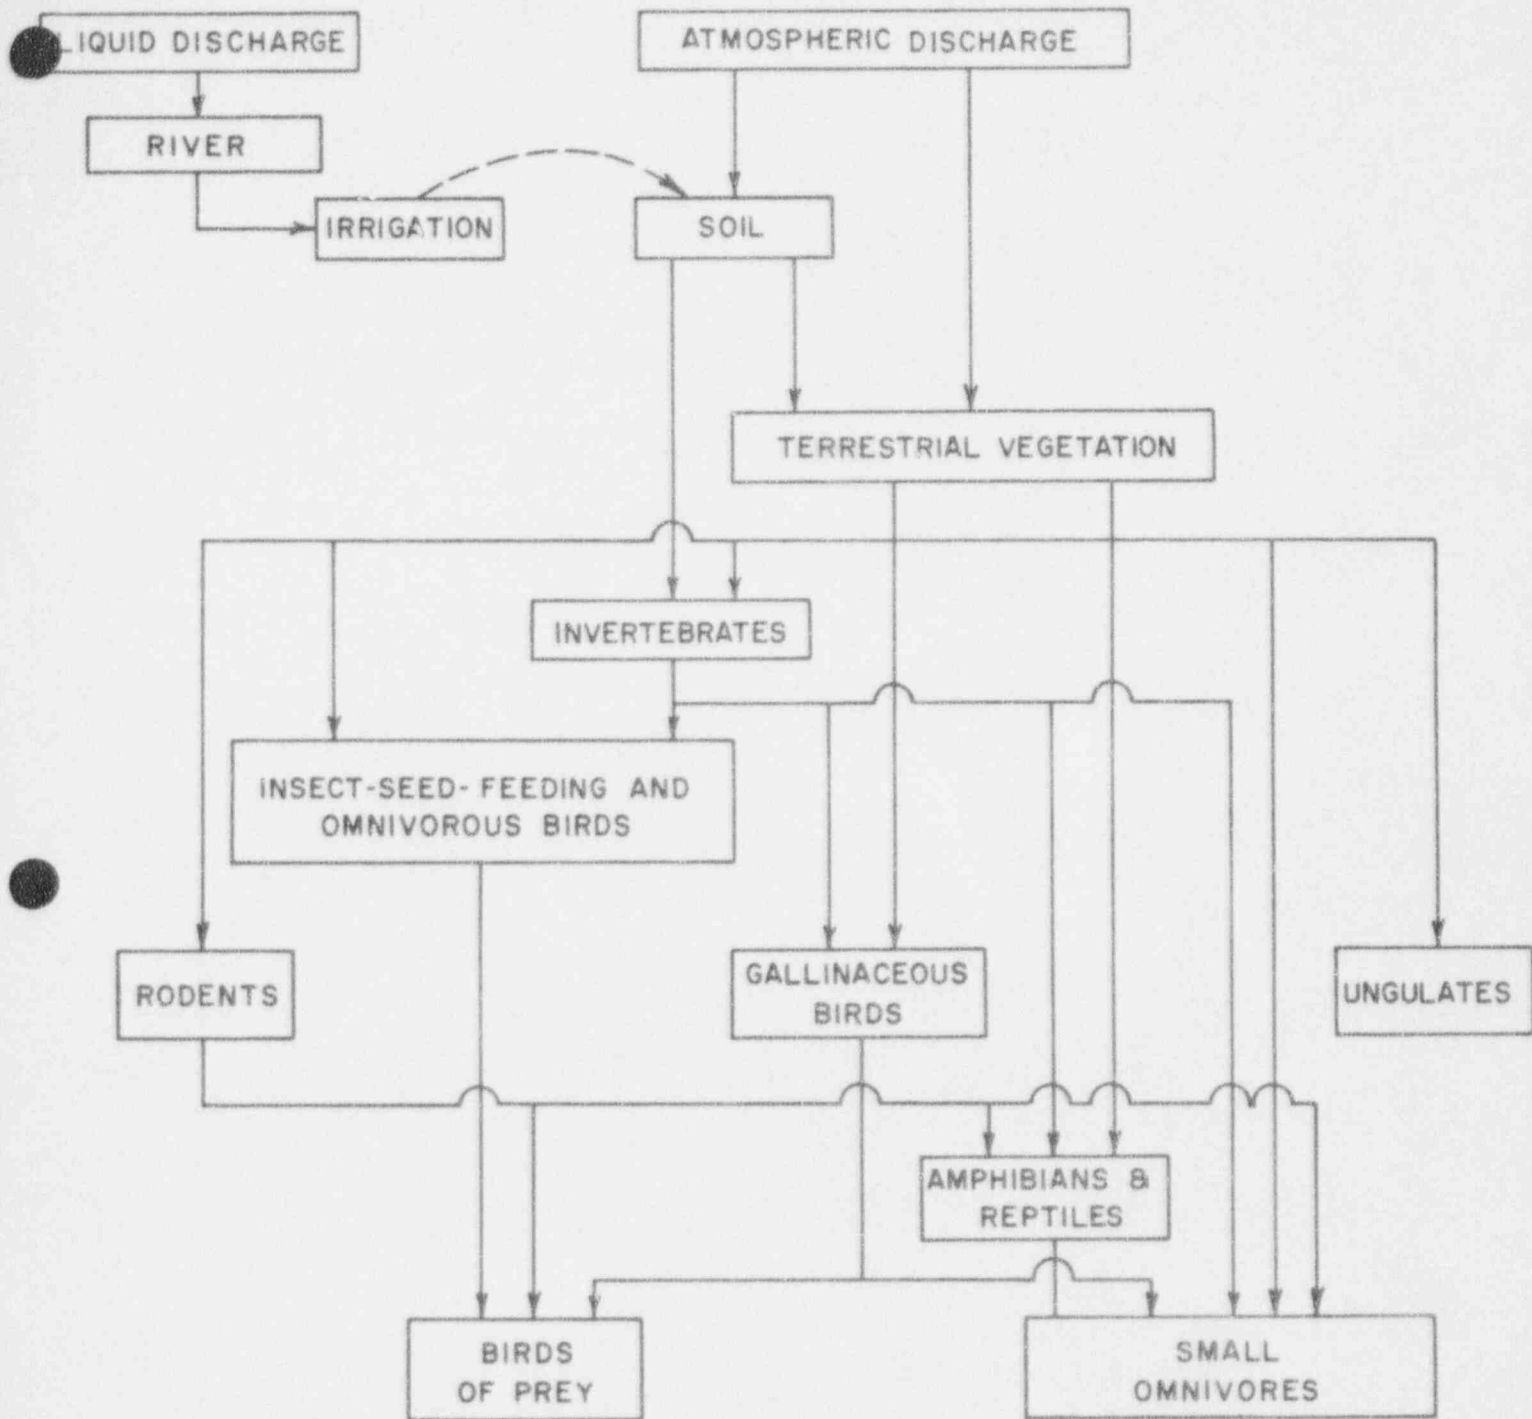 LIQUID DISCHARGE
ATMOSPHERIC DISCHARGE
RIVER
IRRIGATION
SOIL
TERRESTRIAL VEGETATION
INVERTEBRATES
INSECT-SEED-FEEDING AND
OMNIVOROUS BIRDS
RODENTS
GALLINACEOUS
BIRDS
UNGULATES
AMPHIBIANS &
REPTILES
BIRDS
OF PREY
SMALL
OMNIVORES